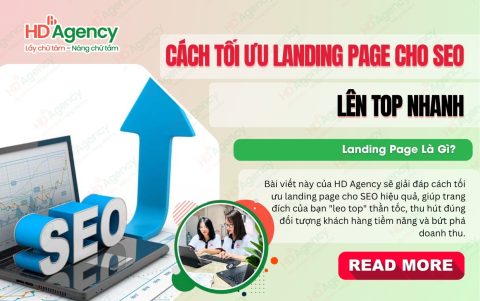 HD Agency
Lấy chữ tâm - Nâng chữ tầm
CÁCH TỐI ƯU LANDING PAGE CHO SEO
LÊN TOP NHANH
Landing Page Là Gì?
Bài viết này của HD Agency sẽ giải đáp cách tối
ưu landing page cho SEO hiệu quả, giúp trang
đích của bạn "leo top" thần tốc, thu hút đúng
đối tượng khách hàng tiềm năng và bứt phá
doanh thu.
SEO
READ MORE